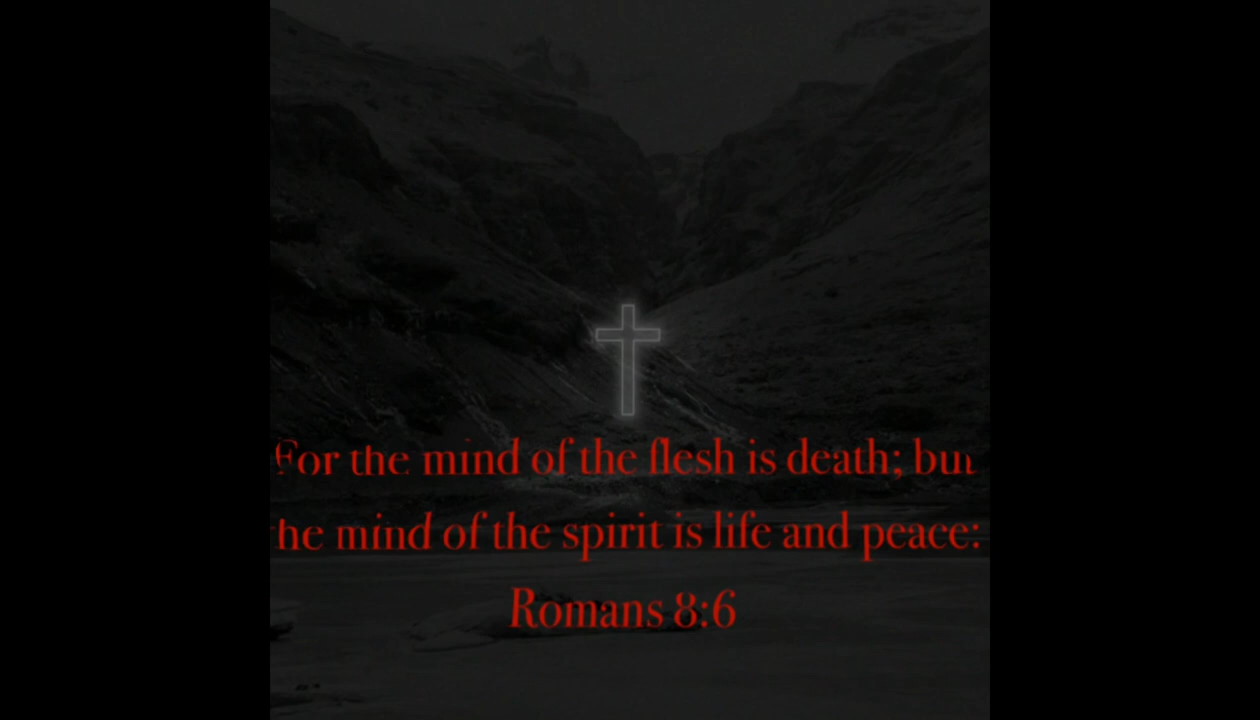 For the mind of the flesh is death; but
the mind of the spirit is life and peace:
Romans 8:6